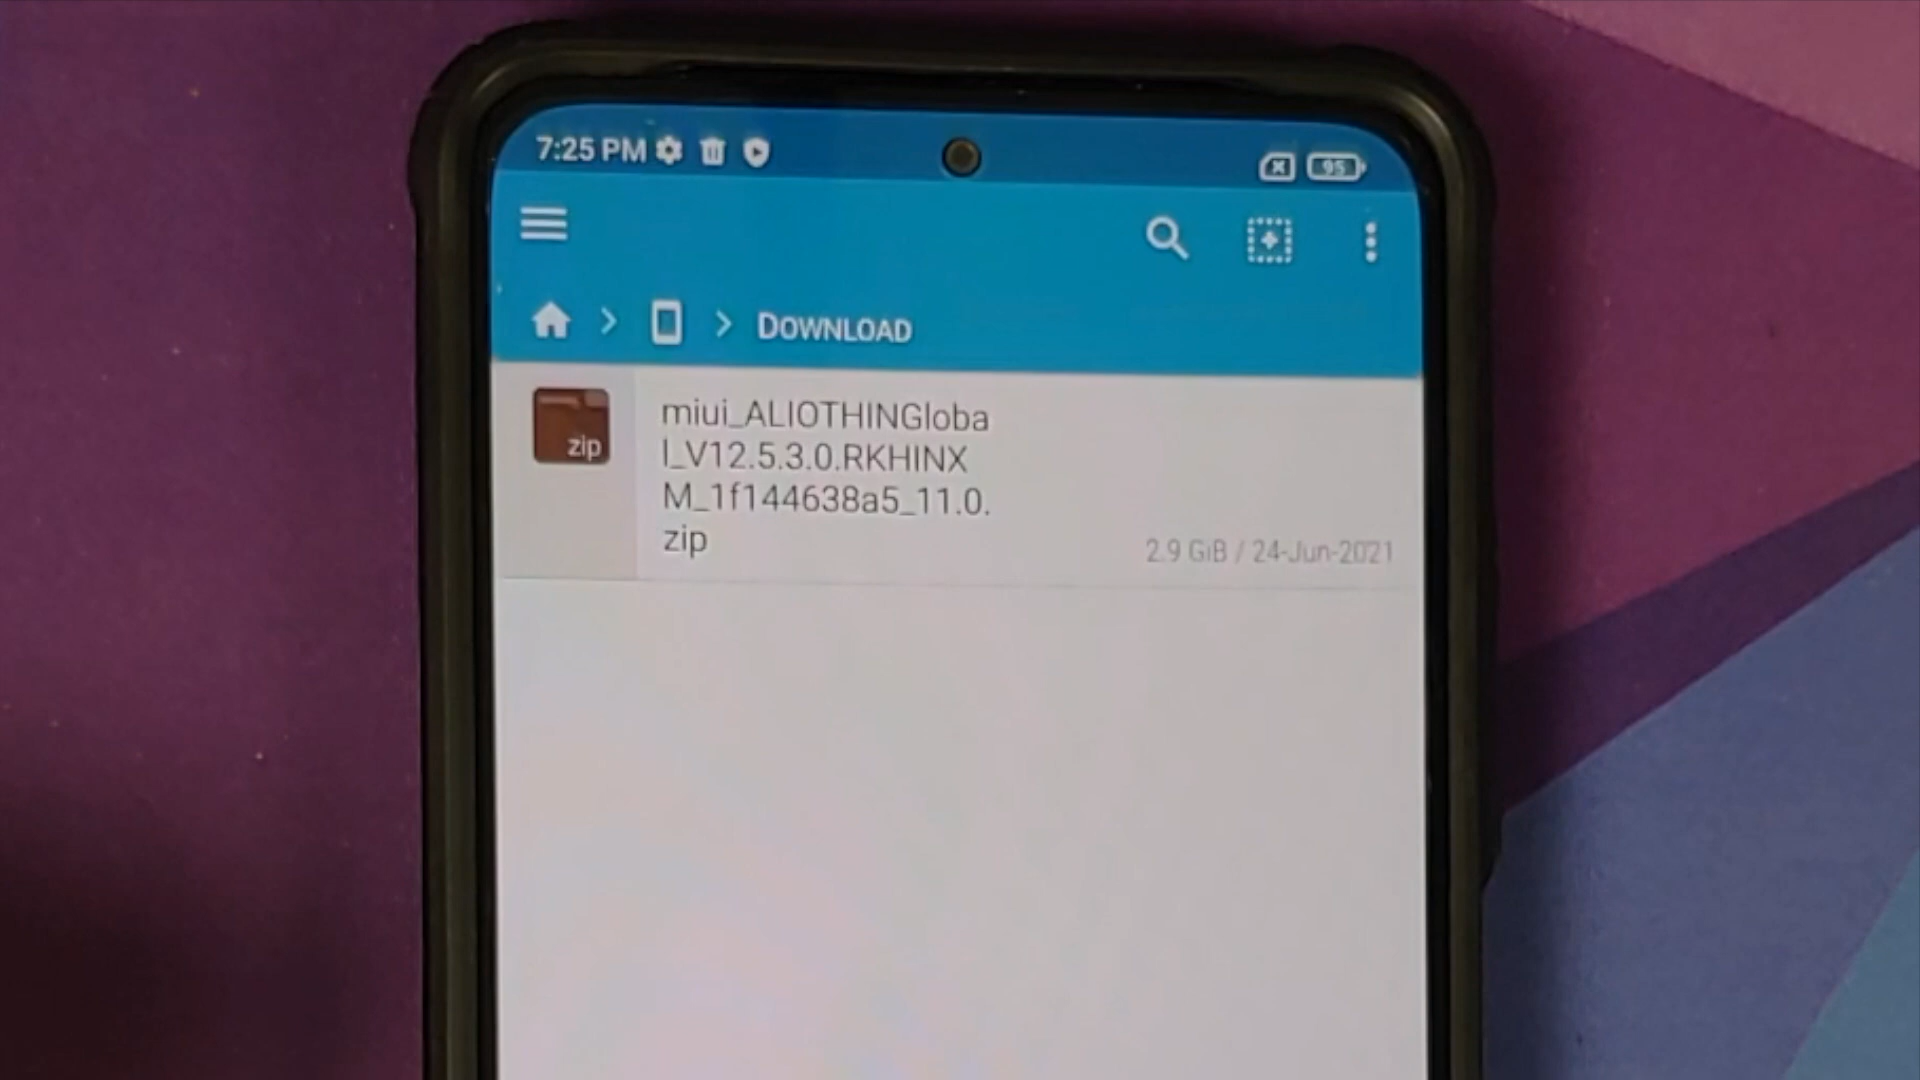 7:25 PM
95
DOWNLOAD
zip
miui_ALIOTHINGloba
l_V12.5.3.0.RKHINX
M_1f144638a5_11.0.
zip
2.9 GiB / 24-Jun-2021